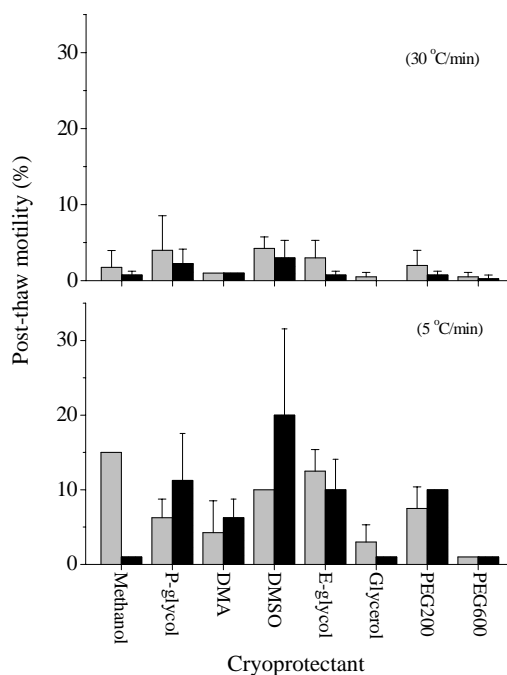 30
(30 °C/min)
20
10
0
Post-thaw motility (%)
30
(5 °C/min)
20
10
0
Methanol
P-glycol
DMA
DMSO
E-glycol
Glycerol
PEG200
PEG600
Cryoprotectant